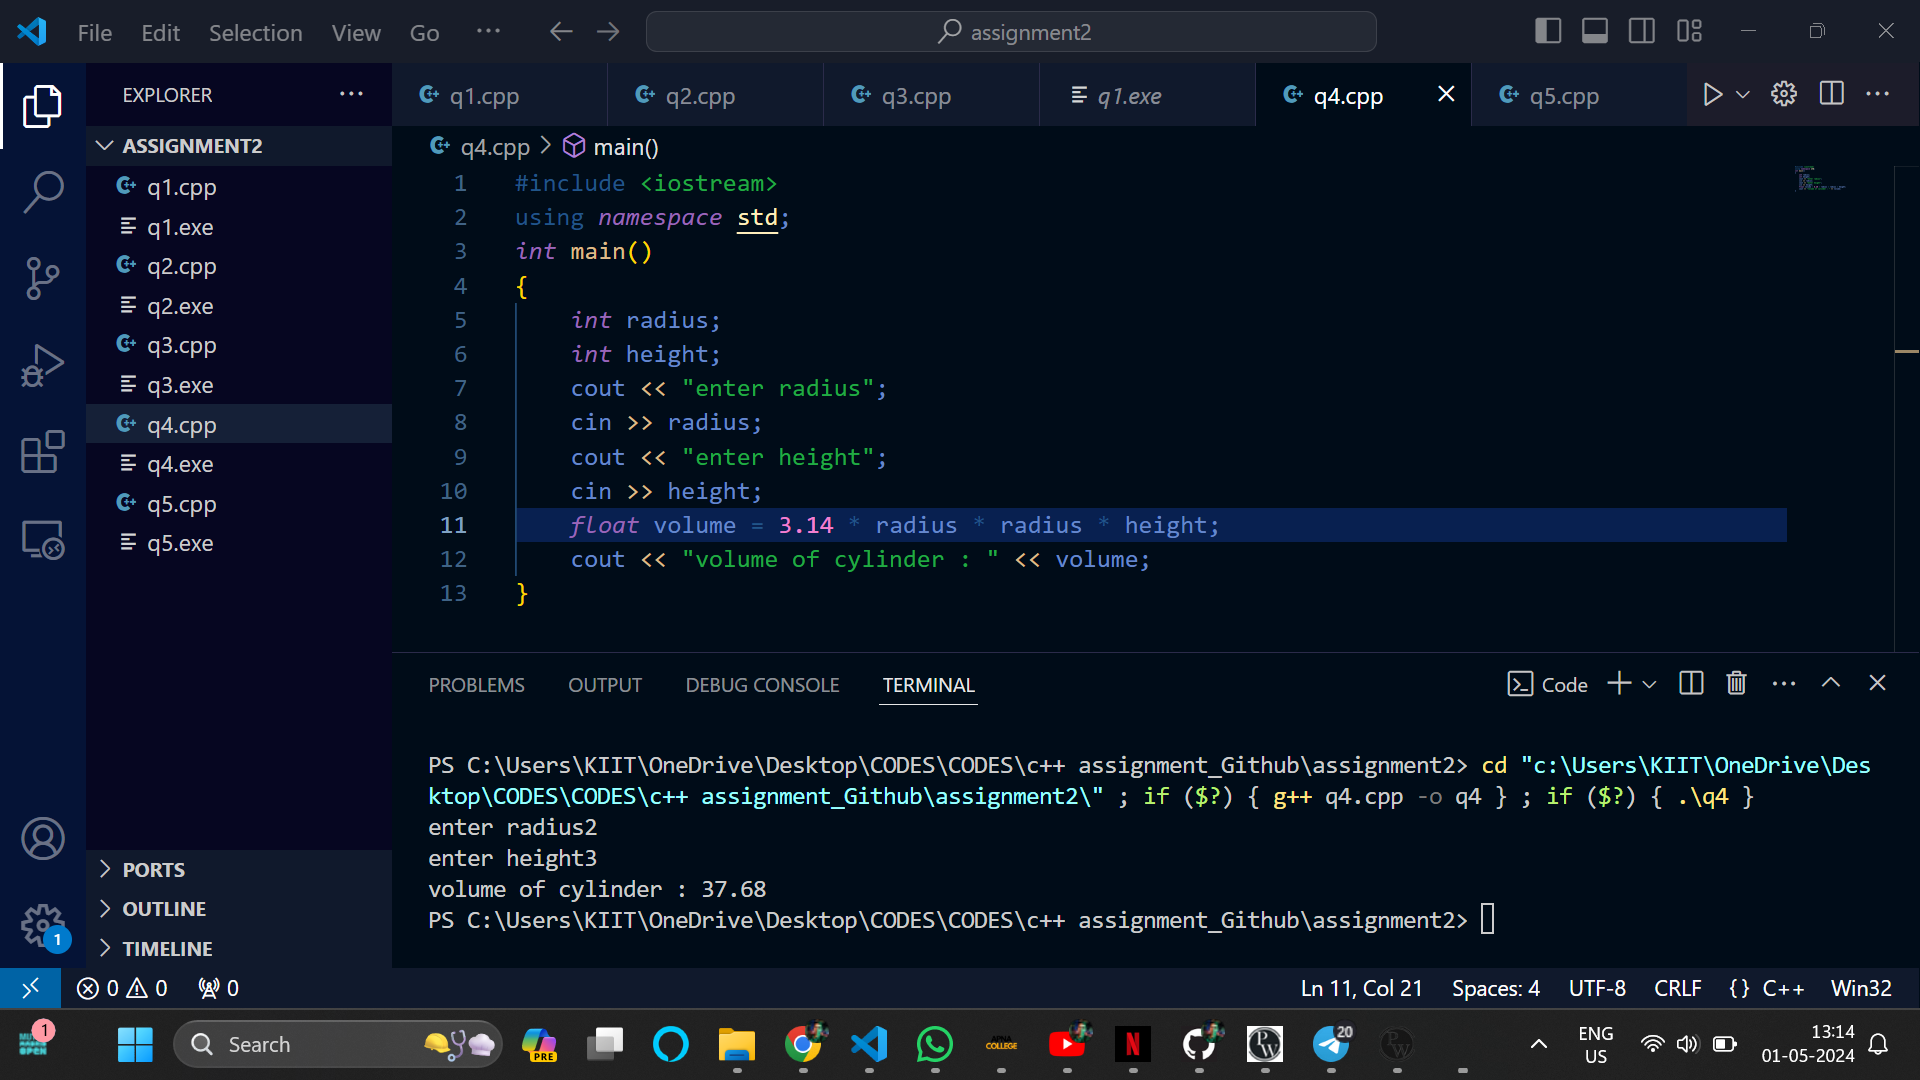 File Edit Selection View Go ... assignment2
EXPLORER
ASSIGNMENT2
q1.cpp
q1.exe
q2.cpp
q2.exe
q3.cpp
q3.exe
q4.cpp
q4.exe
q5.cpp
q5.exe
PORTS
OUTLINE
TIMELINE
q1.cpp q2.cpp q3.cpp q1.exe q4.cpp q5.cpp
q4.cpp > main()
1 #include <iostream>
2 using namespace std;
3 int main()
4 {
5 int radius;
6 int height;
7 cout << "enter radius";
8 cin >> radius;
9 cout << "enter height";
10 cin >> height;
11 float volume = 3.14 * radius * radius * height;
12 cout << "volume of cylinder : " << volume;
13 }
PROBLEMS OUTPUT DEBUG CONSOLE TERMINAL Code
PS C:\Users\KIIT\OneDrive\Desktop\CODES\CODES\c++ assignment_Github\assignment2> cd "c:\Users\KIIT\OneDrive\Des
ktop\CODES\CODES\c++ assignment_Github\assignment2\" ; if ($?) { g++ q4.cpp -o q4 } ; if ($?) { .\q4 }
enter radius2
enter height3
volume of cylinder : 37.68
PS C:\Users\KIIT\OneDrive\Desktop\CODES\CODES\c++ assignment_Github\assignment2>
1
0 0 0 Ln 11, Col 21 Spaces: 4 UTF-8 CRLF {} C++ Win32
1
OPEN
Search
PRE
COLLEGE
N
PW
20
ENG
US
13:14
01-05-2024